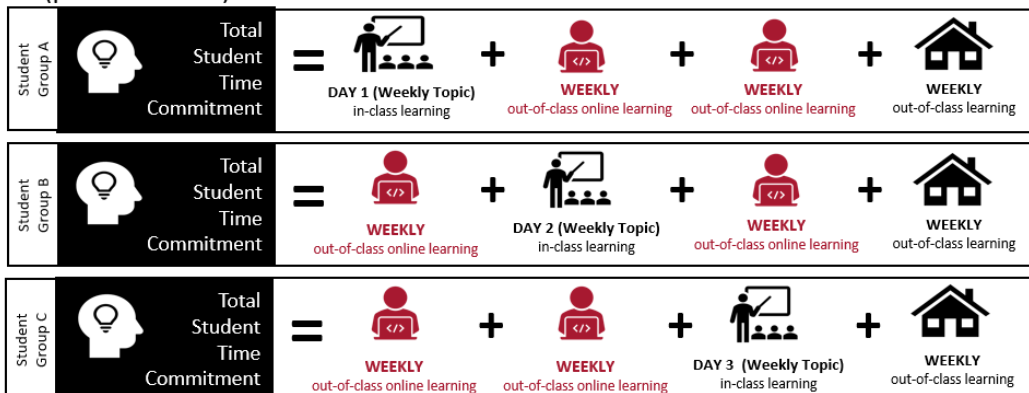 Student
Group A
Total
Student
Time
Commitment
=
DAY 1 (Weekly Topic)
in-class learning
+
</>
WEEKLY
out-of-class online learning
+
</>
WEEKLY
out-of-class online learning
+
WEEKLY
out-of-class learning
Student
Group B
Total
Student
Time
Commitment
=
</>
WEEKLY
out-of-class online learning
+
DAY 2 (Weekly Topic)
in-class learning
+
</>
WEEKLY
out-of-class online learning
+
WEEKLY
out-of-class learning
Student
Group C
Total
Student
Time
Commitment
=
</>
WEEKLY
out-of-class online learning
+
</>
WEEKLY
out-of-class online learning
+
DAY 3 (Weekly Topic)
in-class learning
+
WEEKLY
out-of-class learning